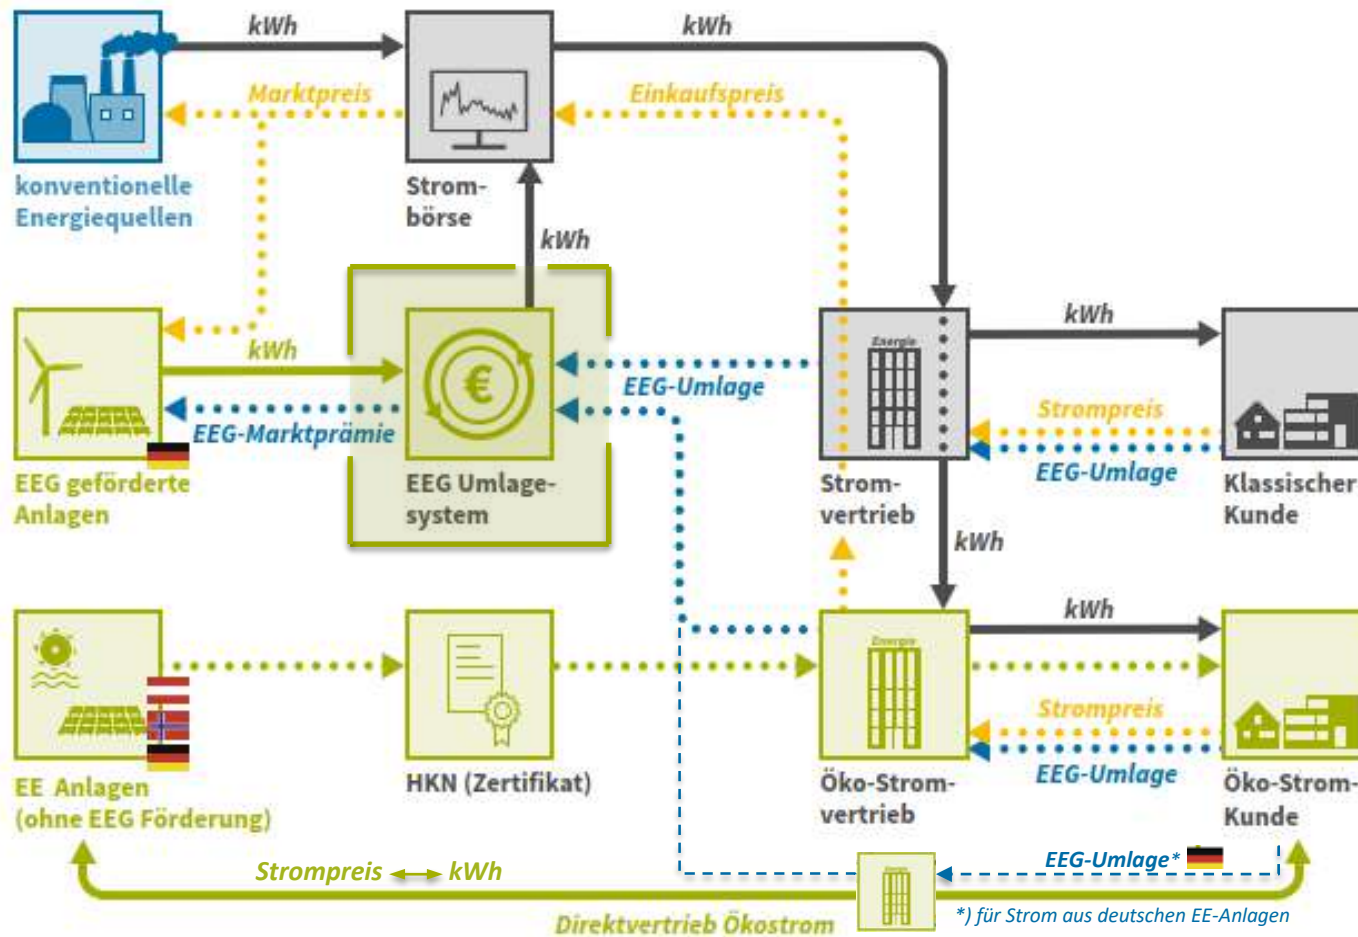 kWh
kWh
Marktpreis
Einkaufspreis
konventionelle
Energiequellen
Strom-
börse
kWh
kWh
kWh
€
Energie
EEG-Umlage
EEG-Marktprämie
Strompreis
EEG-Umlage
EEG geförderte
Anlagen
EEG Umlage-
system
Strom-
vertrieb
Klassischer
Kunde
kWh
kWh
Energie
Strompreis
EEG-Umlage
EE Anlagen
(ohne EEG Förderung)
HKN (Zertifikat)
Öko-Strom-
vertrieb
Öko-Strom-
Kunde
Strompreis
kWh
EEG-Umlage*
Direktvertrieb Ökostrom
*) für Strom aus deutschen EE-Anlagen